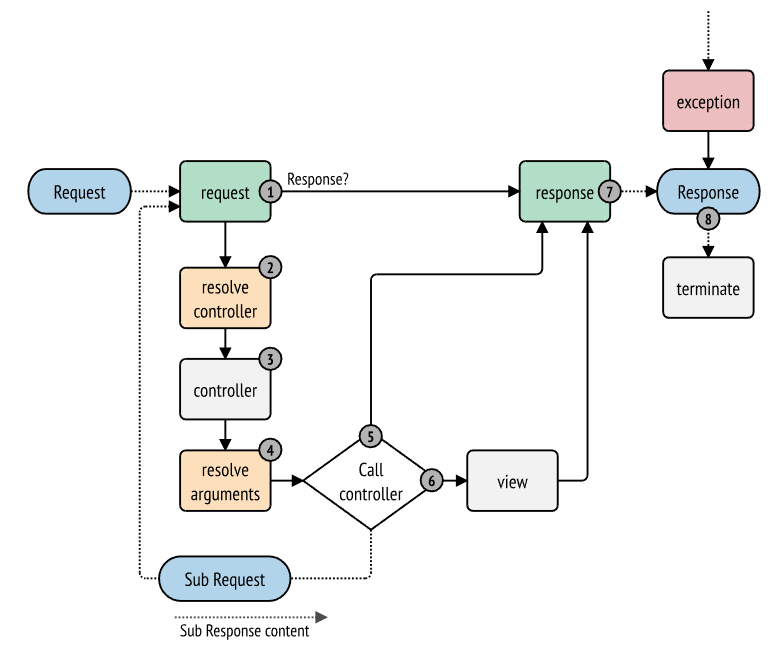 exception
Response?
Request
request
1
response
7
Response
8
2
resolve
controller
terminate
3
controller
4
resolve
arguments
5
Call
controller
6
view
Sub Request
Sub Response content